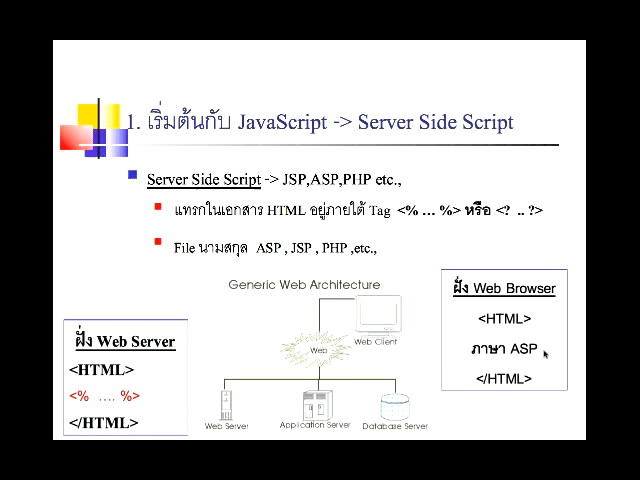 1. เริ่มต้นกับ JavaScript -> Server Side Script
Server Side Script -> JSP,ASP,PHP etc.,
แทรกในเอกสาร HTML อยู่ภายใต้ Tag <% ... %> หรือ <? .. ?>
File นามสกุล ASP , JSP , PHP ,etc.,
Generic Web Architecture
Web Client
Web
Web Server
Application Server
Database Server
ฝั่ง Web Server
<HTML>
<% .... %>
</HTML>
ฝั่ง Web Browser
<HTML>
ภาษา ASP
</HTML>